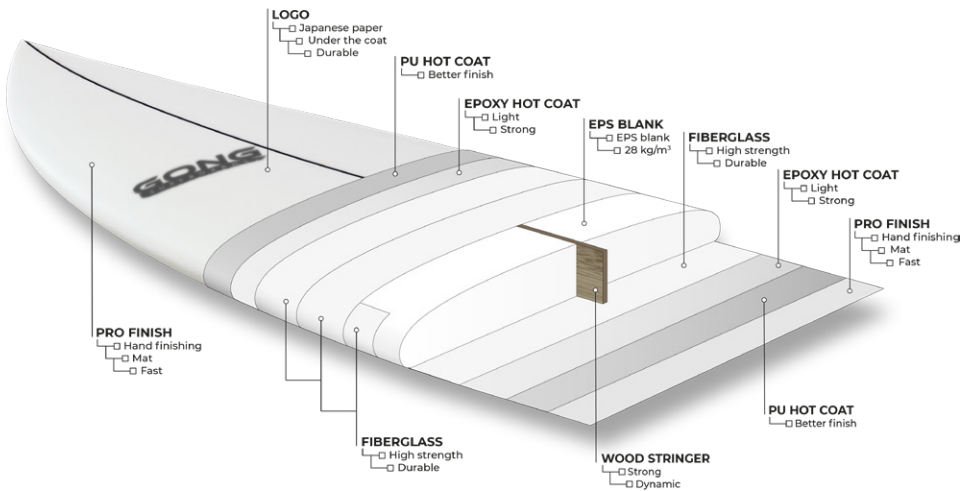 LOGO
Japanese paper
Under the coat
Durable
PU HOT COAT
Better finish
EPOXY HOT COAT
Light
Strong
EPS BLANK
EPS blank
28 kg/m³
FIBERGLASS
High strength
Durable
EPOXY HOT COAT
Light
Strong
PRO FINISH
Hand finishing
Mat
Fast
GONG
PRO FINISH
Hand finishing
Mat
Fast
FIBERGLASS
High strength
Durable
WOOD STRINGER
Strong
Dynamic
PU HOT COAT
Better finish